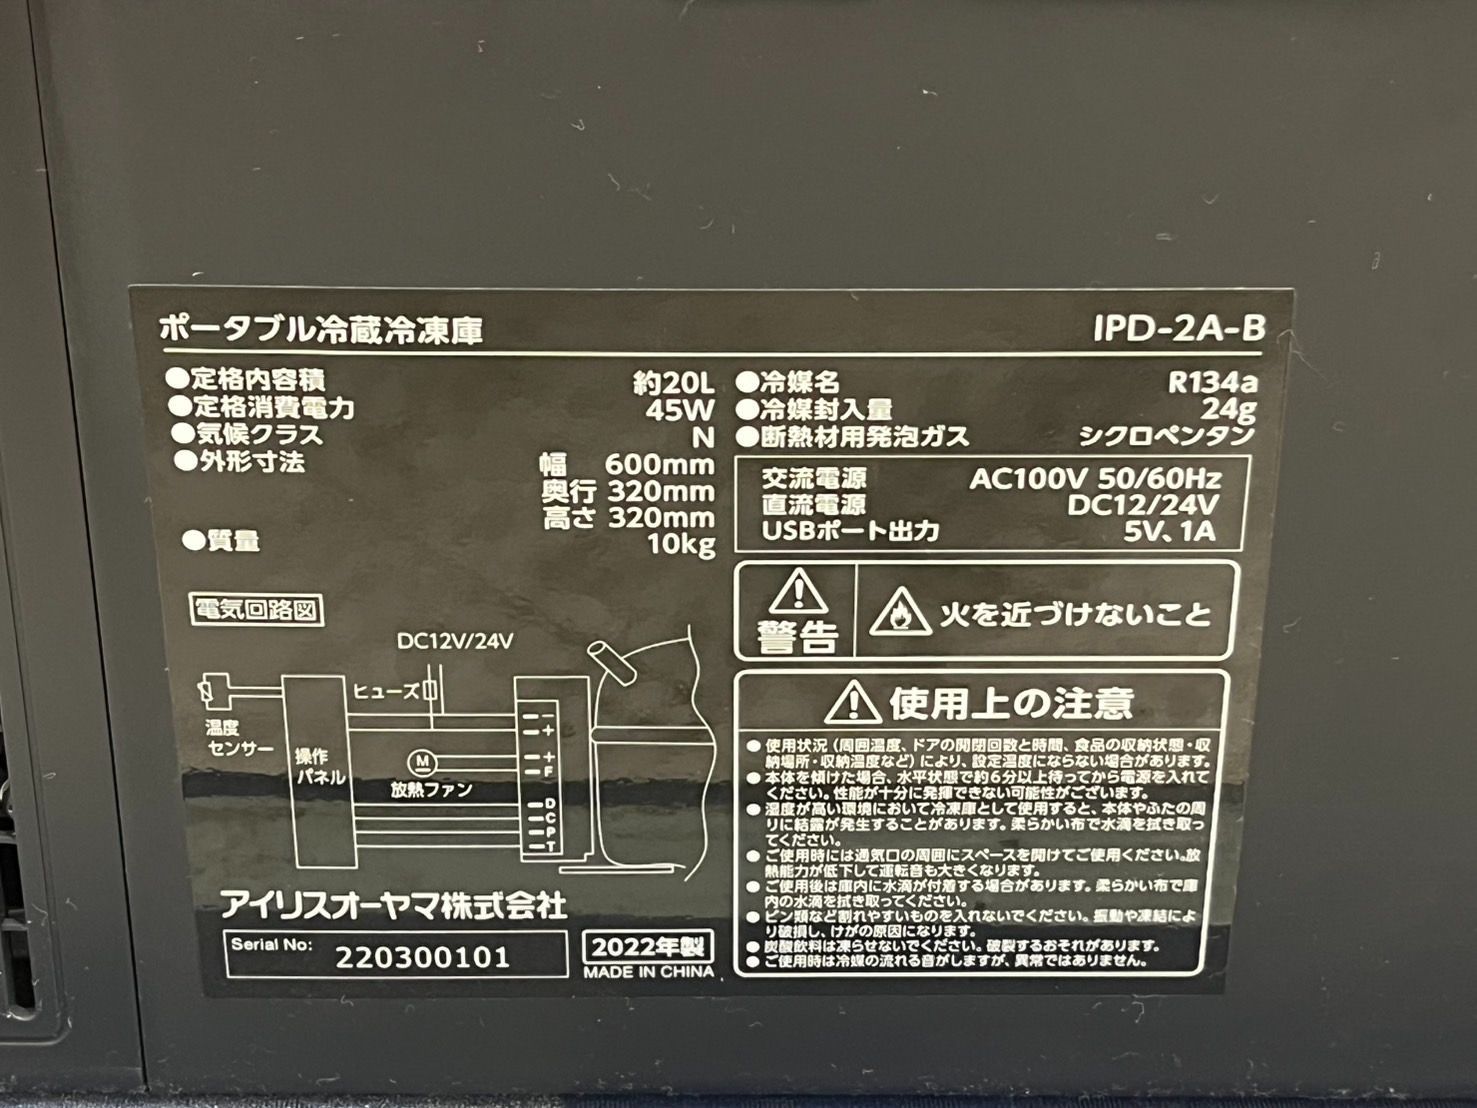 ポータブル冷蔵冷凍庫 IPD-2A-B
●定格内容積 約20L
●定格消費電力 45W
●気候クラス N
●外形寸法 幅 600mm
奥行 320mm
高さ 320mm
●質量 10kg
●冷媒名 R134a
●冷媒封入量 24g
●断熱材用発泡ガス シクロペンタン
交流電源 AC100V 50/60Hz
直流電源 DC12/24V
USBポート出力 5V、1A
警告 火を近づけないこと
電気回路図
DC12V/24V
ヒューズ
温度
センサー
操作
パネル
M
放熱ファン
−
+
+
F
D
C
P
T
使用上の注意
●使用状況(周囲温度、ドアの開閉回数と時間、食品の収納状態・収
納場所・収納温度など)により、設定温度にならない場合があります。
●本体を傾けた場合、水平状態で約6分以上待ってから電源を入れて
ください。性能が十分に発揮できない可能性がございます。
●湿度が高い環境において冷凍庫として使用すると、本体やふたの周
りに結露が発生することがあります。柔らかい布で水滴を拭き取っ
てください。
●ご使用時には通気口の周囲にスペースを開けてご使用ください。放
熱能力が低下して運転音も大きくなります。
●ご使用後は庫内に水滴が付着する場合があります。柔らかい布で庫
内の水滴を拭き取ってください。
●ビン類など割れやすいものを入れないでください。振動や凍結によ
り破損し、けがの原因になります。
●炭酸飲料は凍らせないでください。破裂するおそれがあります。
●ご使用時は冷媒の流れる音がしますが、異常ではありません。
アイリスオーヤマ株式会社
Serial No: 220300101
2022年製
MADE IN CHINA